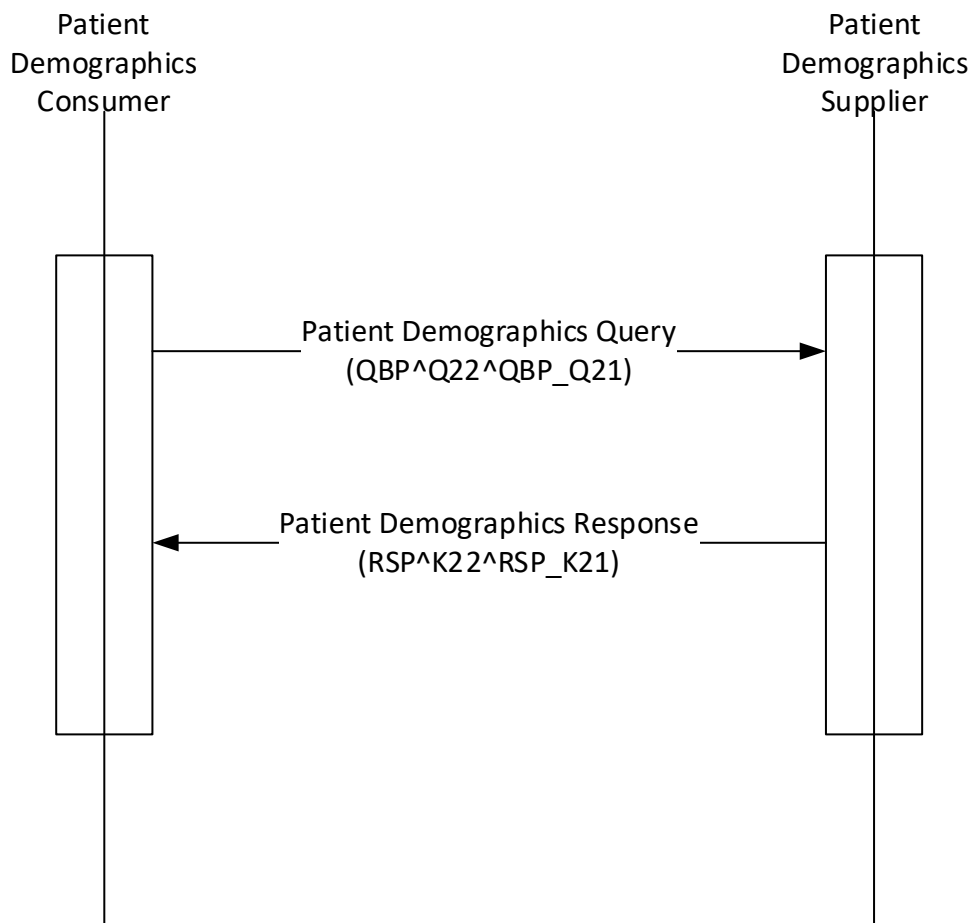 Patient
Demographics
Consumer
Patient
Demographics
Supplier
Patient Demographics Query
(QBP^Q22^QBP_Q21)
Patient Demographics Response
(RSP^K22^RSP_K21)